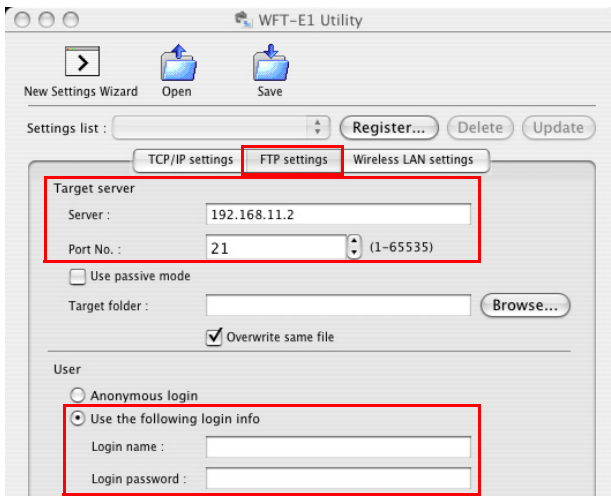 WFT-E1 Utility
New Settings Wizard Open Save
Settings list : Register... Delete Update
TCP/IP settings FTP settings Wireless LAN settings
Target server
Server : 192.168.11.2
Port No. : 21 (1-65535)
Use passive mode
Target folder : Browse...
Overwrite same file
User
Anonymous login
Use the following login info
Login name :
Login password :